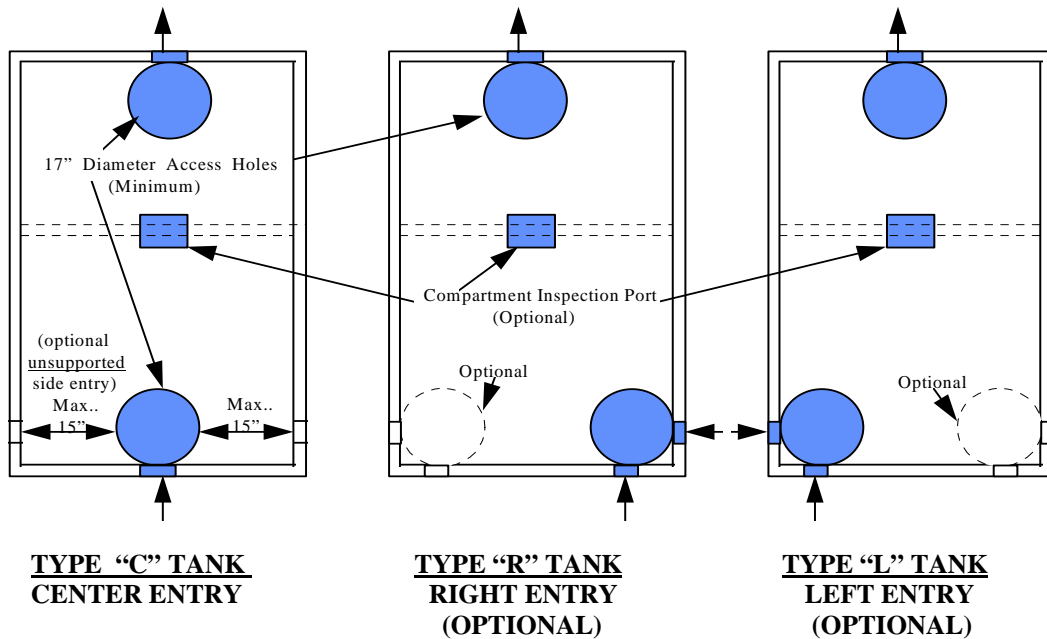 17” Diameter Access Holes
(Minimum)
Compartment Inspection Port
(Optional)
(optional
unsupported
side entry)
Max..
15”
Max..
15”
Optional
Optional
TYPE “C” TANK
CENTER ENTRY
TYPE “R” TANK
RIGHT ENTRY
(OPTIONAL)
TYPE “L” TANK
LEFT ENTRY
(OPTIONAL)